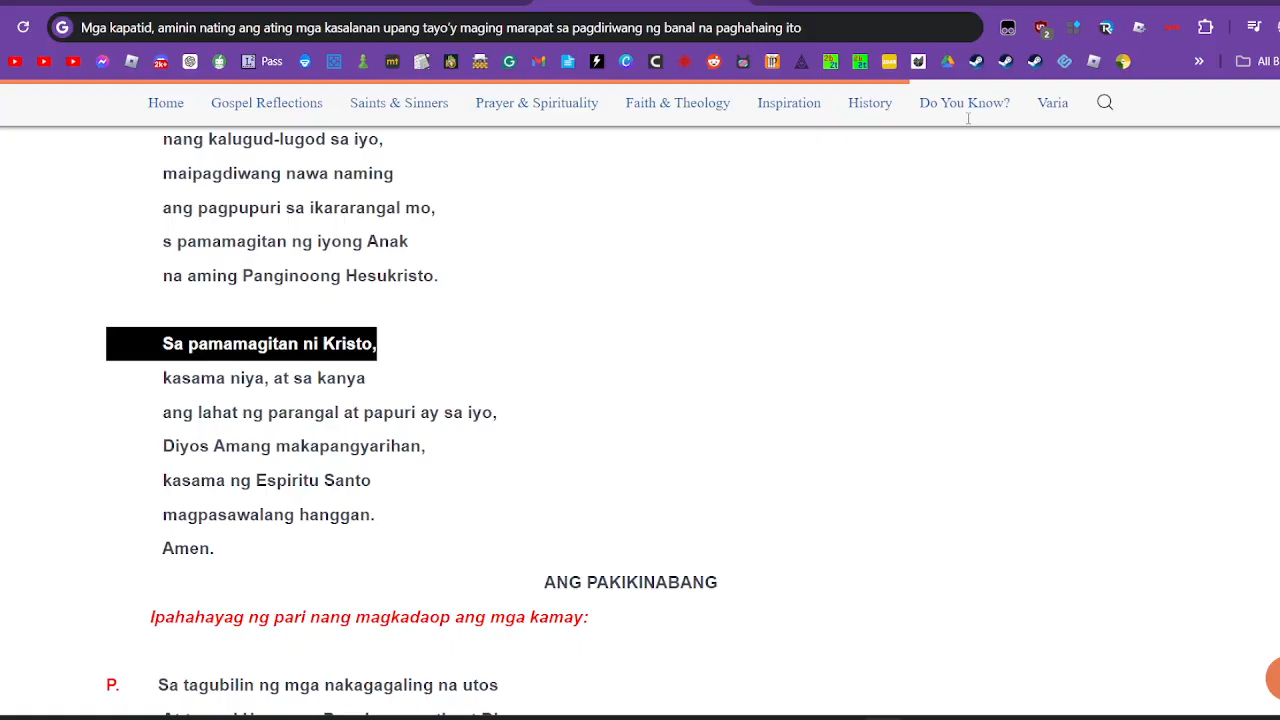 Mga kapatid, aminin nating ang ating mga kasalanan upang tayo'y maging marapat sa pagdiriwang ng banal na paghahaing ito
Pass
All B
Home Gospel Reflections Saints & Sinners Prayer & Spirituality Faith & Theology Inspiration History Do You Know? Varia
nang kalugud-lugod sa iyo,
maipagdiwang nawa naming
ang pagpupuri sa ikararangal mo,
s pamamagitan ng iyong Anak
na aming Panginoong Hesukristo.
Sa pamamagitan ni Kristo,
kasama niya, at sa kanya
ang lahat ng parangal at papuri ay sa iyo,
Diyos Amang makapangyarihan,
kasama ng Espiritu Santo
magpasawalang hanggan.
Amen.
ANG PAKIKINABANG
Ipahahayag ng pari nang magkadaop ang mga kamay:
P. Sa tagubilin ng mga nakagagaling na utos